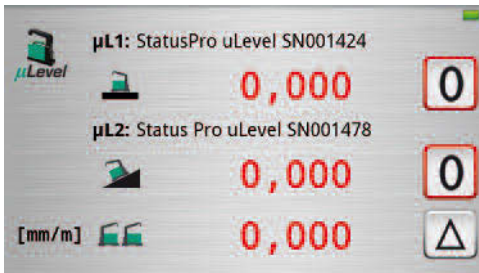 µL1: StatusPro uLevel SN001424
µLevel
0,000 0
µL2: Status Pro uLevel SN001478
0,000 0
[mm/m] 0,000 Δ